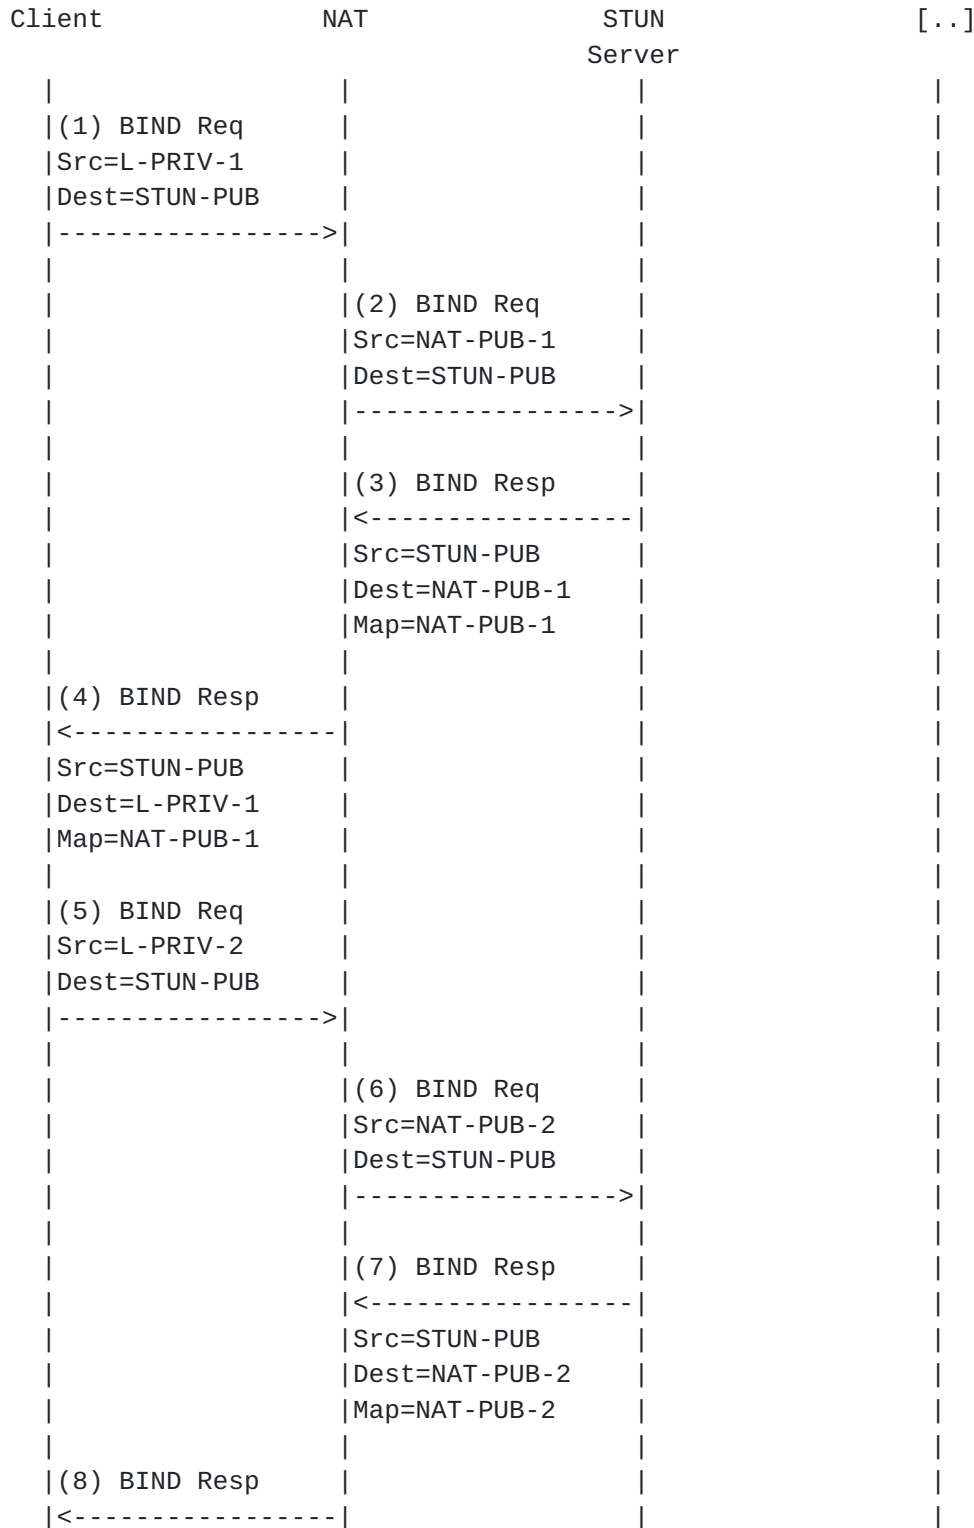 Client              NAT               STUN                [..]
                                     Server
  |                  |                  |                  |
  |(1) BIND Req      |                  |                  |
  |Src=L-PRIV-1      |                  |                  |
  |Dest=STUN-PUB     |                  |                  |
  |----------------->|                  |                  |
  |                  |                  |                  |
  |                  |(2) BIND Req      |                  |
  |                  |Src=NAT-PUB-1     |                  |
  |                  |Dest=STUN-PUB     |                  |
  |                  |----------------->|                  |
  |                  |                  |                  |
  |                  |(3) BIND Resp     |                  |
  |                  |<-----------------|                  |
  |                  |Src=STUN-PUB      |                  |
  |                  |Dest=NAT-PUB-1    |                  |
  |                  |Map=NAT-PUB-1     |                  |
  |                  |                  |                  |
  |(4) BIND Resp     |                  |                  |
  |<-----------------|                  |                  |
  |Src=STUN-PUB      |                  |                  |
  |Dest=L-PRIV-1     |                  |                  |
  |Map=NAT-PUB-1     |                  |                  |
  |                  |                  |                  |
  |(5) BIND Req      |                  |                  |
  |Src=L-PRIV-2      |                  |                  |
  |Dest=STUN-PUB     |                  |                  |
  |----------------->|                  |                  |
  |                  |                  |                  |
  |                  |(6) BIND Req      |                  |
  |                  |Src=NAT-PUB-2     |                  |
  |                  |Dest=STUN-PUB     |                  |
  |                  |----------------->|                  |
  |                  |                  |                  |
  |                  |(7) BIND Resp     |                  |
  |                  |<-----------------|                  |
  |                  |Src=STUN-PUB      |                  |
  |                  |Dest=NAT-PUB-2    |                  |
  |                  |Map=NAT-PUB-2     |                  |
  |                  |                  |                  |
  |(8) BIND Resp     |                  |                  |
  |<-----------------|                  |                  |